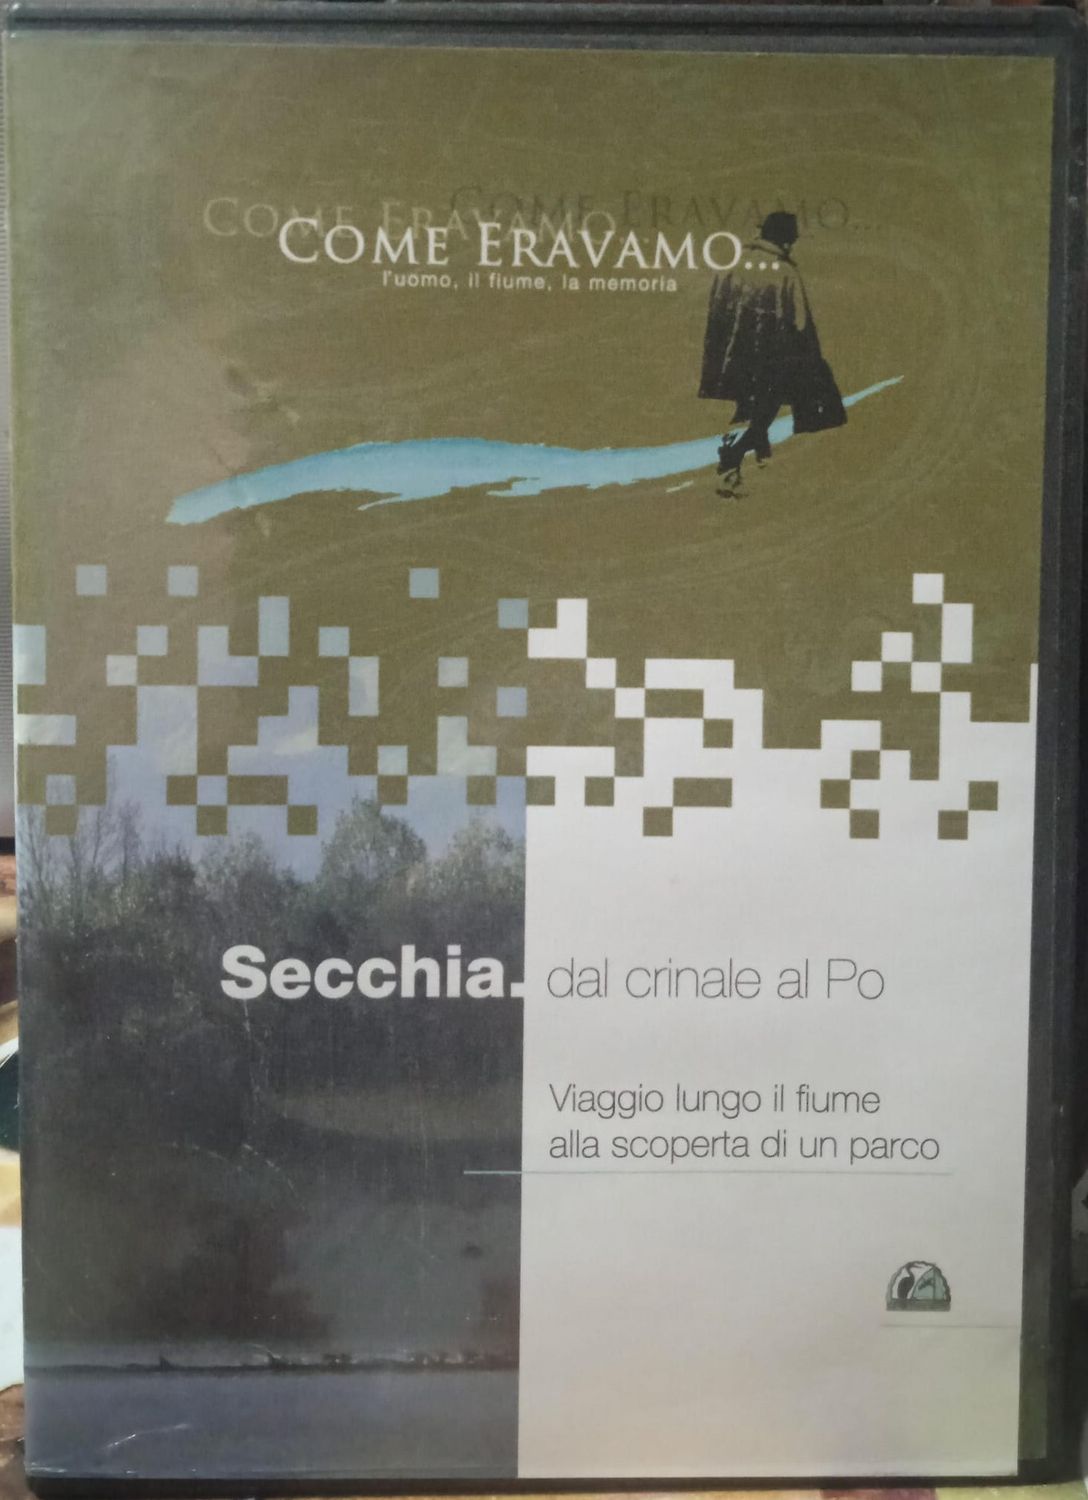 COME ERAVAMO...
COME ERAVAMO...
COME ERAVAMO...
l'uomo, il fiume, la memoria
Secchia. dal crinale al Po
Viaggio lungo il fiume
alla scoperta di un parco